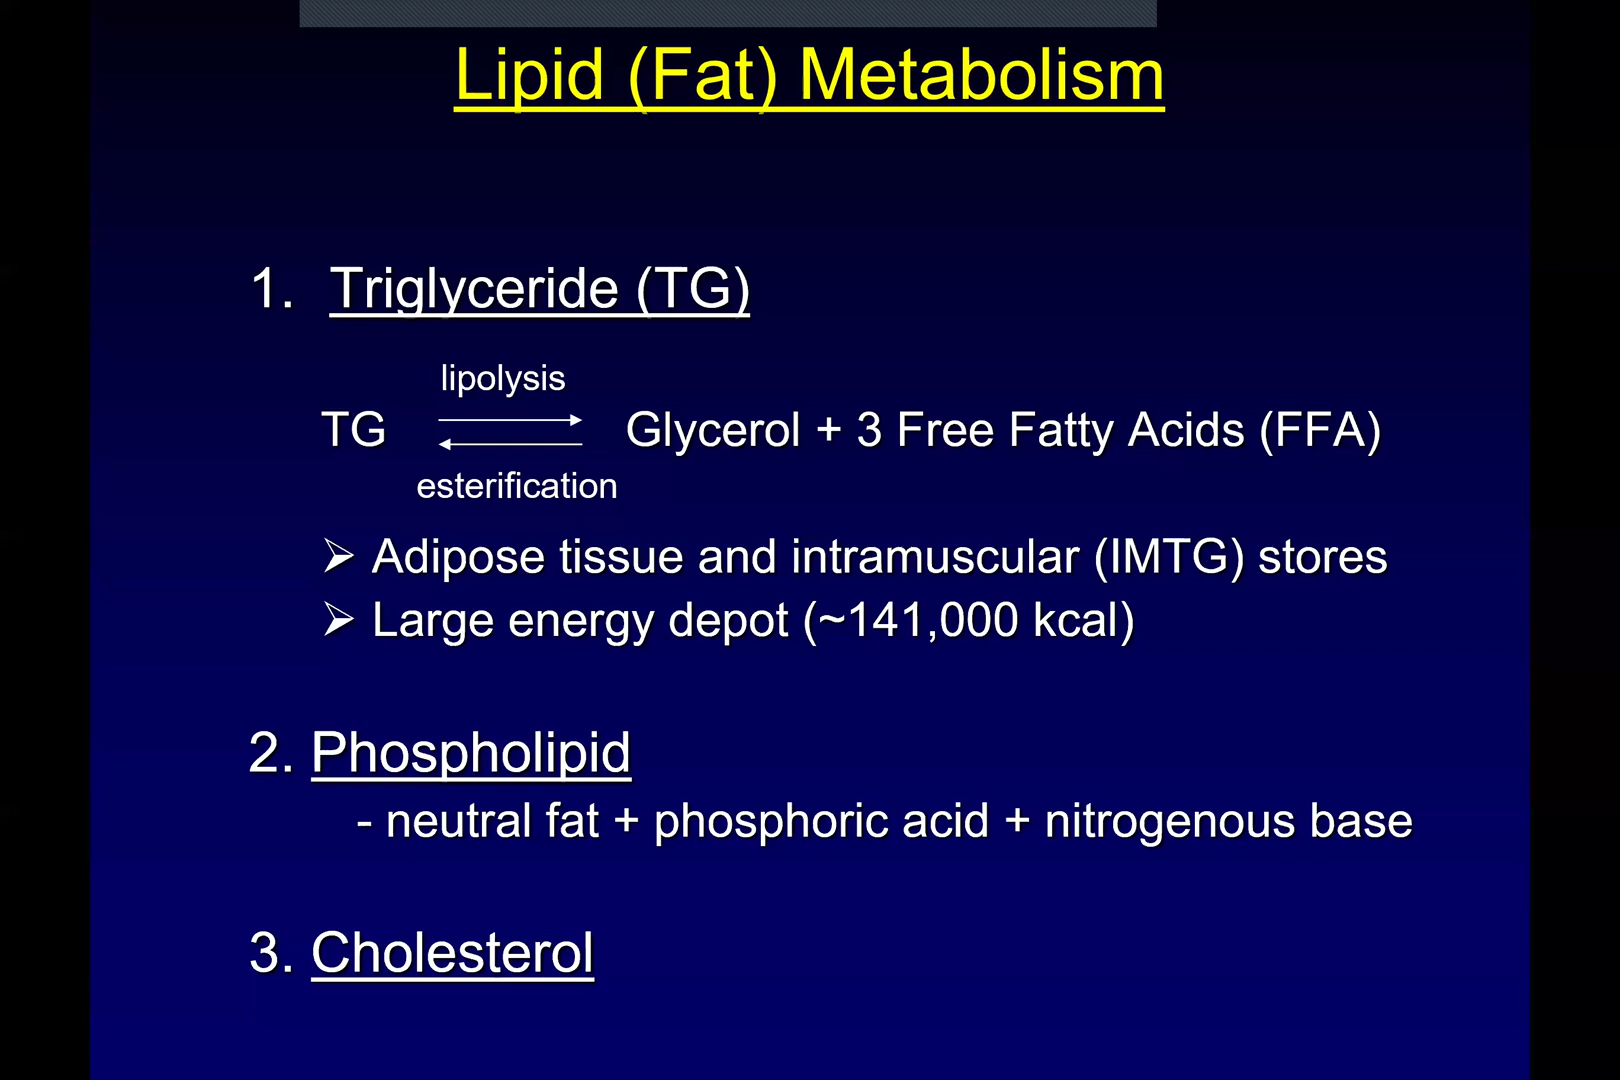 Lipid (Fat) Metabolism
1. Triglyceride (TG)
lipolysis
TG Glycerol + 3 Free Fatty Acids (FFA)
esterification
➢ Adipose tissue and intramuscular (IMTG) stores
➢ Large energy depot (~141,000 kcal)
2. Phospholipid
- neutral fat + phosphoric acid + nitrogenous base
3. Cholesterol